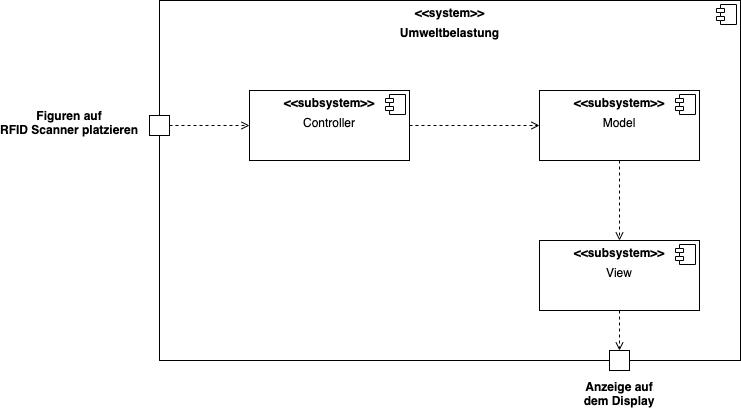 <<system>>
Umweltbelastung
Figuren auf
RFID Scanner platzieren
<<subsystem>>
Controller
<<subsystem>>
Model
<<subsystem>>
View
Anzeige auf
dem Display